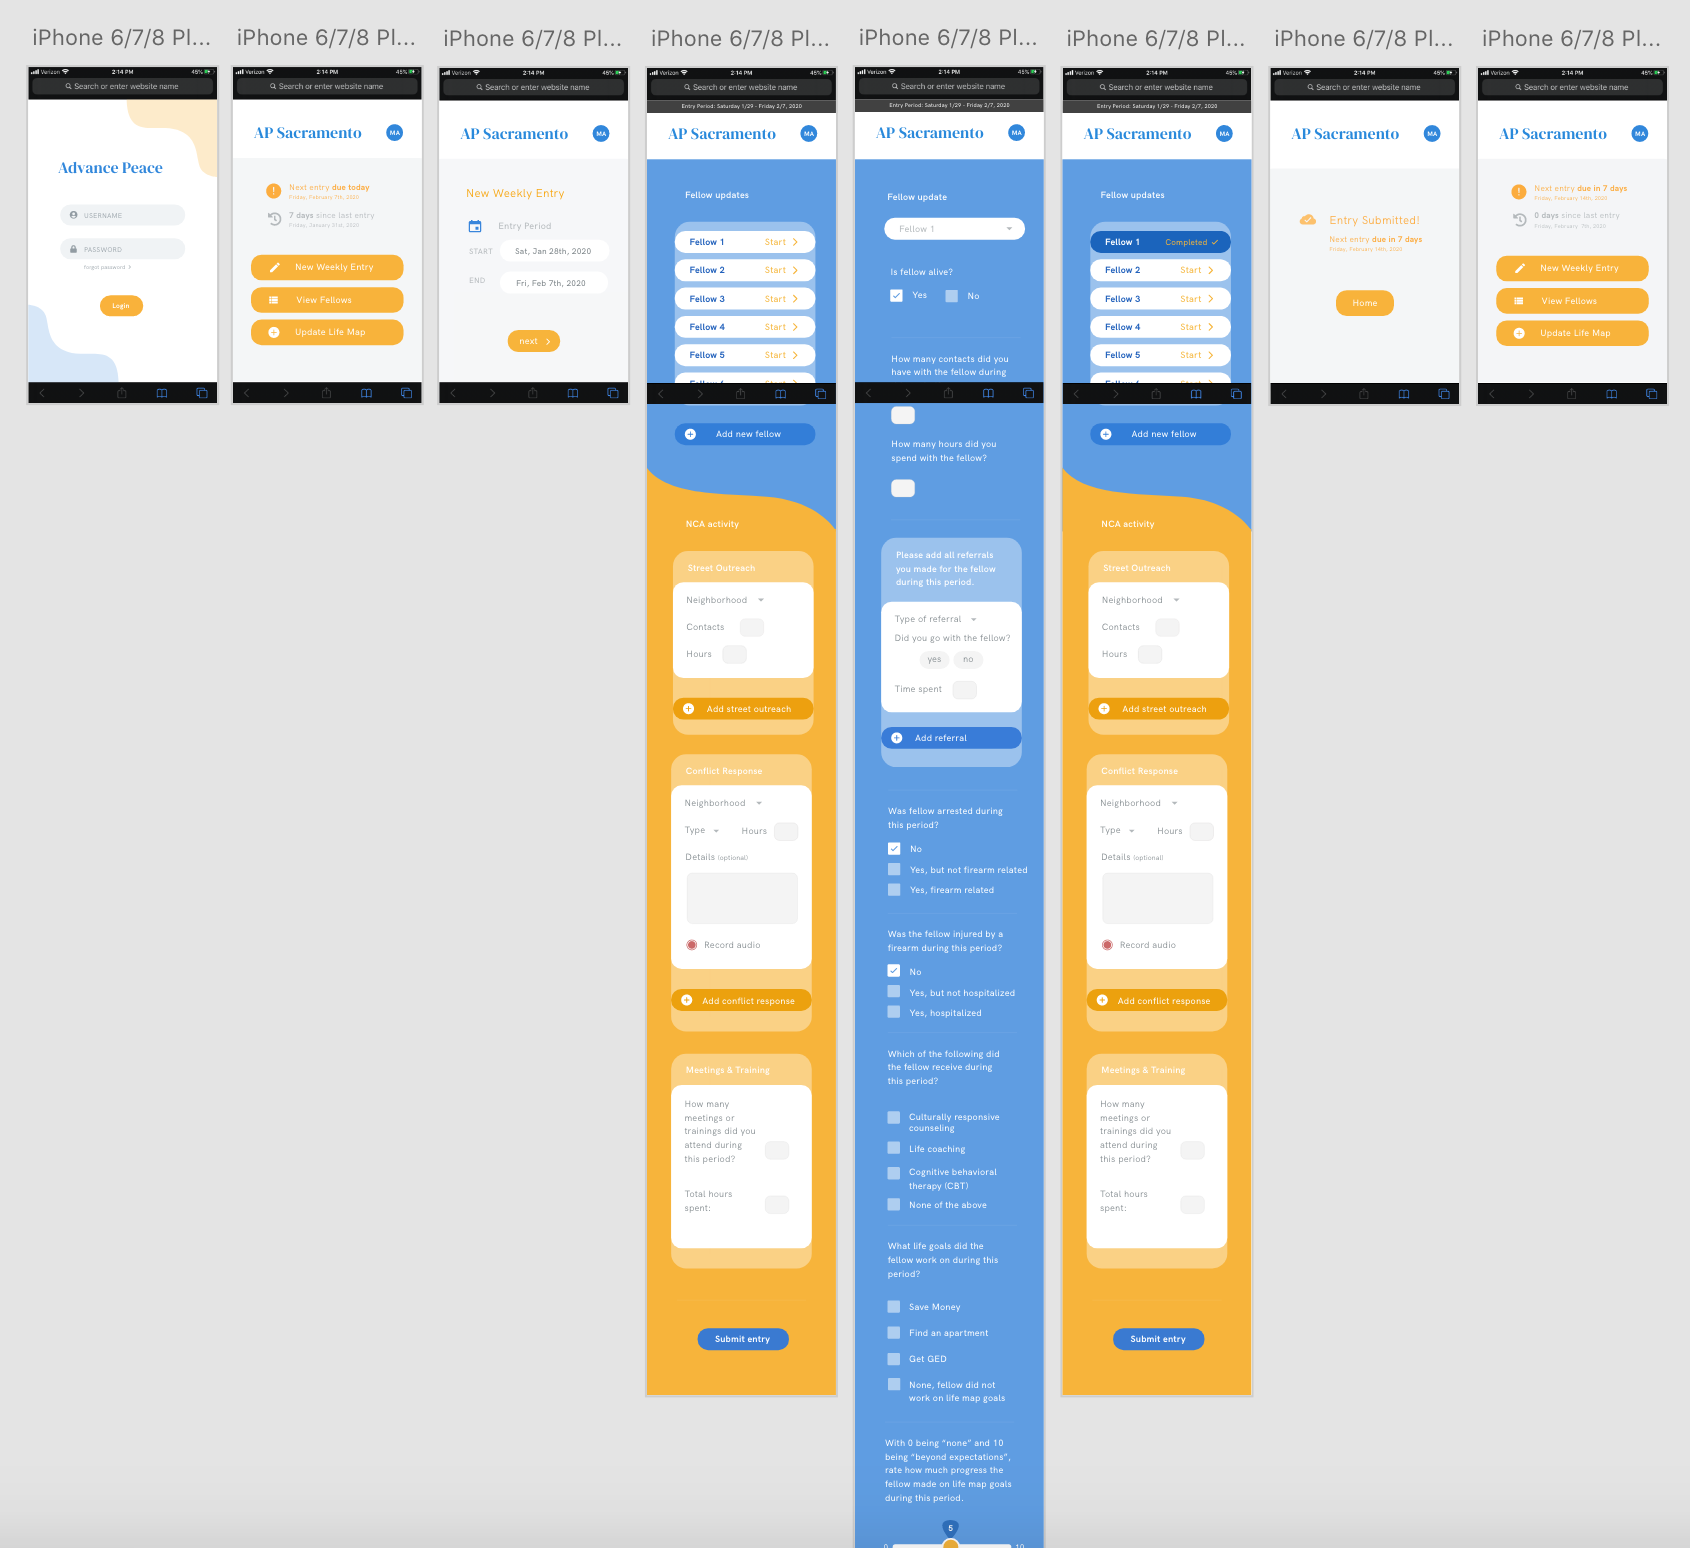 iPhone 6/7/8 Pl...
Verizon 2:14 PM 45%
Search or enter website name
Advance Peace
USERNAME
PASSWORD
Forgot password >
Login
iPhone 6/7/8 Pl...
Verizon 2:14 PM 45%
Search or enter website name
AP Sacramento MA
Next entry due today
Friday, February 7th, 2020
7 days since last entry
Friday, January 31st, 2020
New Weekly Entry
View Fellows
Update Life Map
iPhone 6/7/8 Pl...
Verizon 2:14 PM 45%
Search or enter website name
AP Sacramento MA
New Weekly Entry
Entry Period
START Sat, Jan 28th, 2020
END Fri, Feb 7th, 2020
next >
iPhone 6/7/8 Pl...
Verizon 2:14 PM 45%
Search or enter website name
Entry Period: Saturday 1/29 - Friday 2/7, 2020
AP Sacramento MA
Fellow updates
Fellow 1 Start >
Fellow 2 Start >
Fellow 3 Start >
Fellow 4 Start >
Fellow 5 Start >
Add new fellow
NCA activity
Street Outreach
Neighborhood
Contacts
Hours
Add street outreach
Conflict Response
Neighborhood
Type Hours
Details (optional)
Record audio
Add conflict response
Meetings & Training
How many
meetings or
trainings did you
attend during
this period?
Total hours
spent:
Submit entry
iPhone 6/7/8 Pl...
Verizon 2:14 PM 45%
Search or enter website name
Entry Period: Saturday 1/29 - Friday 2/7, 2020
AP Sacramento MA
Fellow update
Fellow 1
Is fellow alive?
Yes No
How many contacts did you
have with the fellow during
How many hours did you
spend with the fellow?
Please add all referrals
you made for the fellow
during this period.
Type of referral
Did you go with the fellow?
yes no
Time spent
Add referral
Was fellow arrested during
this period?
No
Yes, but not firearm related
Yes, firearm related
Was the fellow injured by a
firearm during this period?
No
Yes, but not hospitalized
Yes, hospitalized
Which of the following did
the fellow receive during
this period?
Culturally responsive
counseling
Life coaching
Cognitive behavioral
therapy (CBT)
None of the above
What life goals did the
fellow work on during this
period?
Save Money
Find an apartment
Get GED
None, fellow did not
work on life map goals
With 0 being “none” and 10
being “beyond expectations”,
rate how much progress the
fellow made on life map goals
during this period.
5
0 10
iPhone 6/7/8 Pl...
Verizon 2:14 PM 45%
Search or enter website name
Entry Period: Saturday 1/29 - Friday 2/7, 2020
AP Sacramento MA
Fellow updates
Fellow 1 Completed
Fellow 2 Start >
Fellow 3 Start >
Fellow 4 Start >
Fellow 5 Start >
Add new fellow
NCA activity
Street Outreach
Neighborhood
Contacts
Hours
Add street outreach
Conflict Response
Neighborhood
Type Hours
Details (optional)
Record audio
Add conflict response
Meetings & Training
How many
meetings or
trainings did you
attend during
this period?
Total hours
spent:
Submit entry
iPhone 6/7/8 Pl...
Verizon 2:14 PM 45%
Search or enter website name
AP Sacramento MA
Entry Submitted!
Next entry due in 7 days
Friday, February 14th, 2020
Home
iPhone 6/7/8 Pl...
Verizon 2:14 PM 45%
Search or enter website name
AP Sacramento MA
Next entry due in 7 days
Friday, February 14th, 2020
0 days since last entry
Friday, February 7th, 2020
New Weekly Entry
View Fellows
Update Life Map